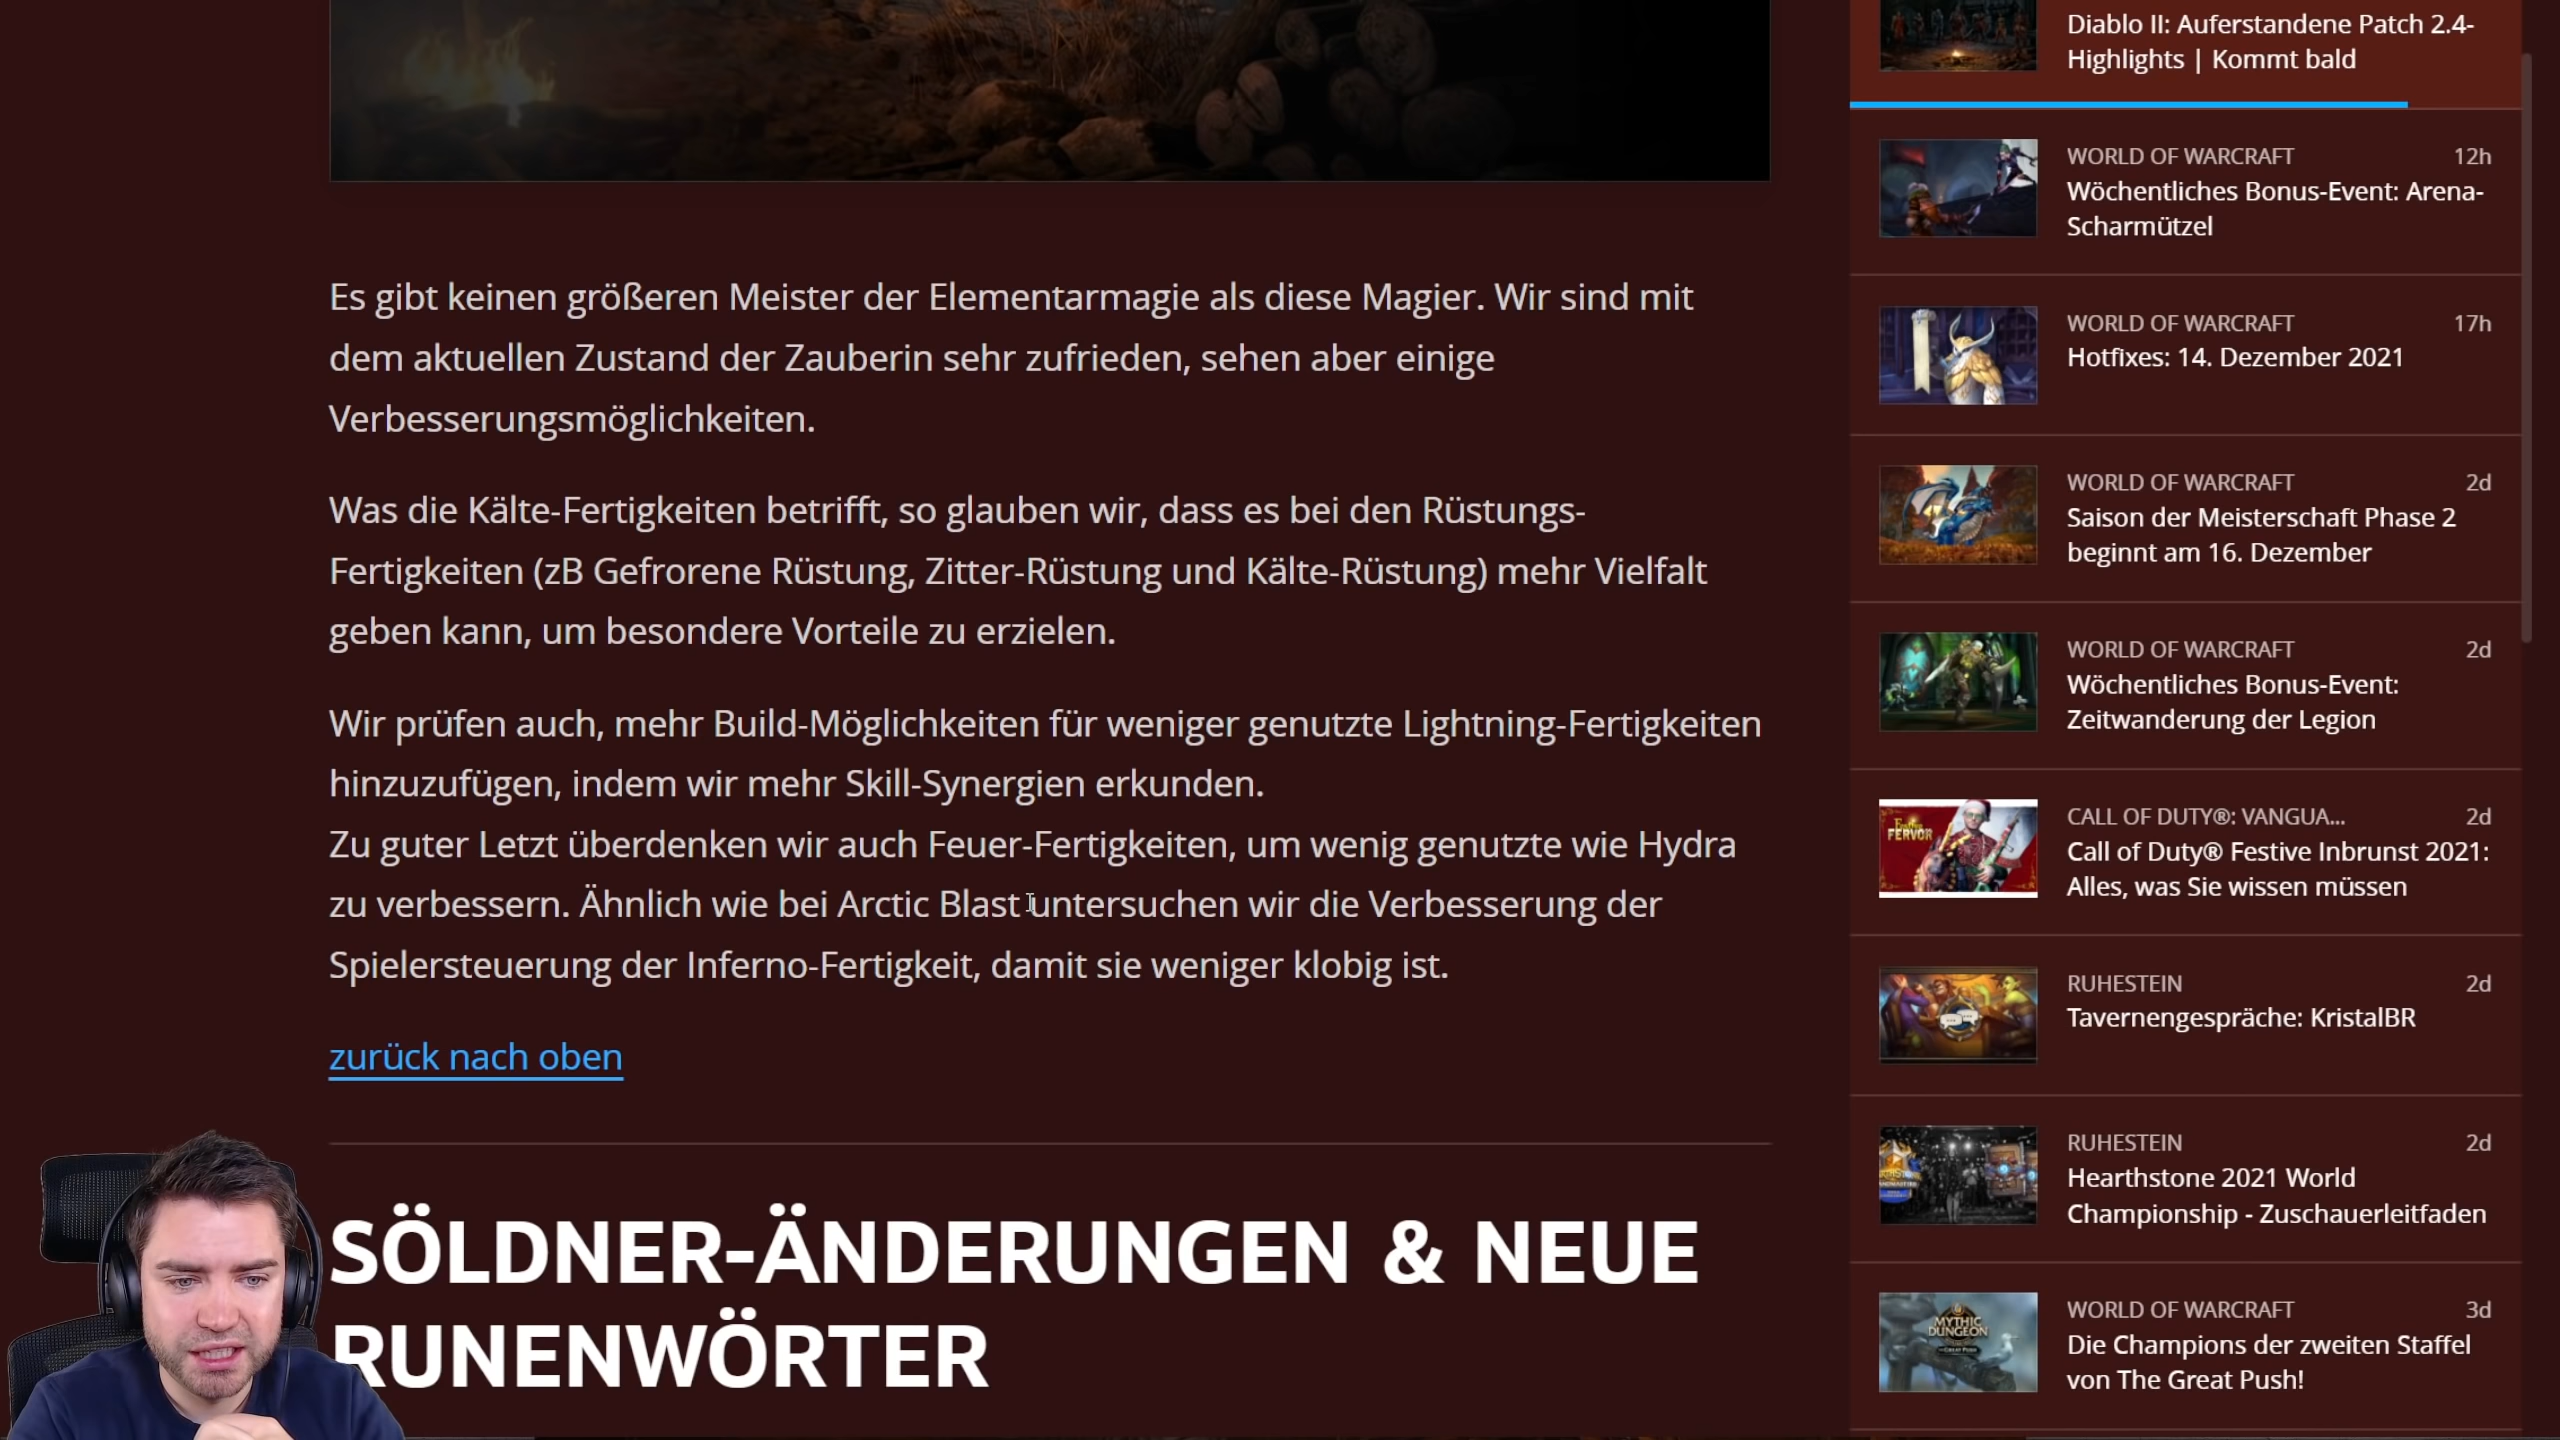 Es gibt keinen größeren Meister der Elementarmagie als diese Magier. Wir sind mit
dem aktuellen Zustand der Zauberin sehr zufrieden, sehen aber einige
Verbesserungsmöglichkeiten.
Was die Kälte-Fertigkeiten betrifft, so glauben wir, dass es bei den Rüstungs-
Fertigkeiten (zB Gefrorene Rüstung, Zitter-Rüstung und Kälte-Rüstung) mehr Vielfalt
geben kann, um besondere Vorteile zu erzielen.
Wir prüfen auch, mehr Build-Möglichkeiten für weniger genutzte Lightning-Fertigkeiten
hinzuzufügen, indem wir mehr Skill-Synergien erkunden.
Zu guter Letzt überdenken wir auch Feuer-Fertigkeiten, um wenig genutzte wie Hydra
zu verbessern. Ähnlich wie bei Arctic Blast untersuchen wir die Verbesserung der
Spielersteuerung der Inferno-Fertigkeit, damit sie weniger klobig ist.
zurück nach oben
SÖLDNER-ÄNDERUNGEN & NEUE
RUNENWÖRTER
Diablo II: Auferstandene Patch 2.4-
Highlights | Kommt bald
WORLD OF WARCRAFT 12h
Wöchentliches Bonus-Event: Arena-
Scharmützel
WORLD OF WARCRAFT 17h
Hotfixes: 14. Dezember 2021
WORLD OF WARCRAFT 2d
Saison der Meisterschaft Phase 2
beginnt am 16. Dezember
WORLD OF WARCRAFT 2d
Wöchentliches Bonus-Event:
Zeitwanderung der Legion
FERVOR
CALL OF DUTY®: VANGUA... 2d
Call of Duty® Festive Inbrunst 2021:
Alles, was Sie wissen müssen
RUHESTEIN 2d
Tavernengespräche: KristalBR
RUHESTEIN 2d
Hearthstone 2021 World
Championship - Zuschauerleitfaden
MYTHIC
DUNGEON
WORLD OF WARCRAFT 3d
Die Champions der zweiten Staffel
von The Great Push!